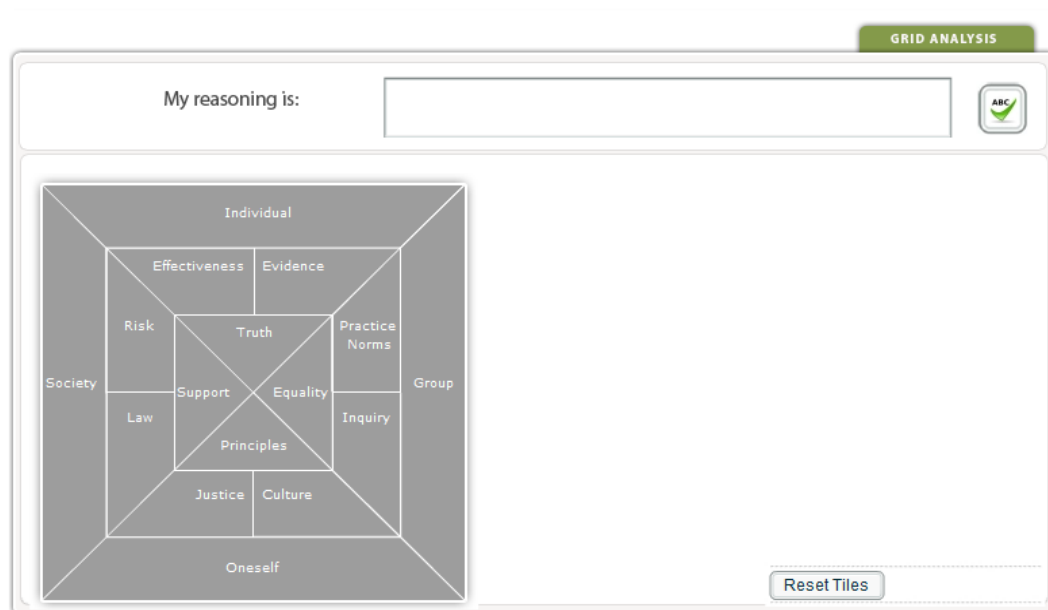 GRID ANALYSIS
My reasoning is:
ABC
Individual
Effectiveness
Evidence
Risk
Truth
Practice
Norms
Society
Support
Equality
Group
Law
Inquiry
Principles
Justice
Culture
Oneself
Reset Tiles